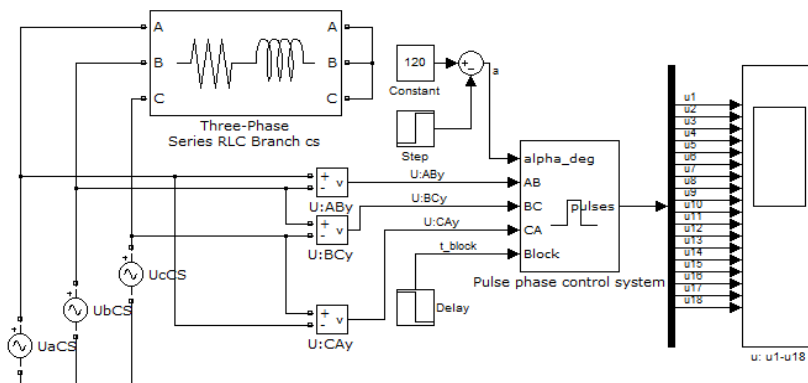 A
B
C
A
B
C
Three-Phase
Series RLC Branch cs
120
Constant
a
Step
+
-
v
U:ABy
+
-
v
U:BCy
+
-
v
U:CAy
U:ABy
U:BCy
U:CAy
t_block
alpha_deg
AB
BC
CA
Block
pulses
Pulse phase control system
Delay
UcCS
UbCS
UaCS
u1
u2
u3
u4
u5
u6
u7
u8
u9
u10
u11
u12
u13
u14
u15
u16
u17
u18
u: u1-u18